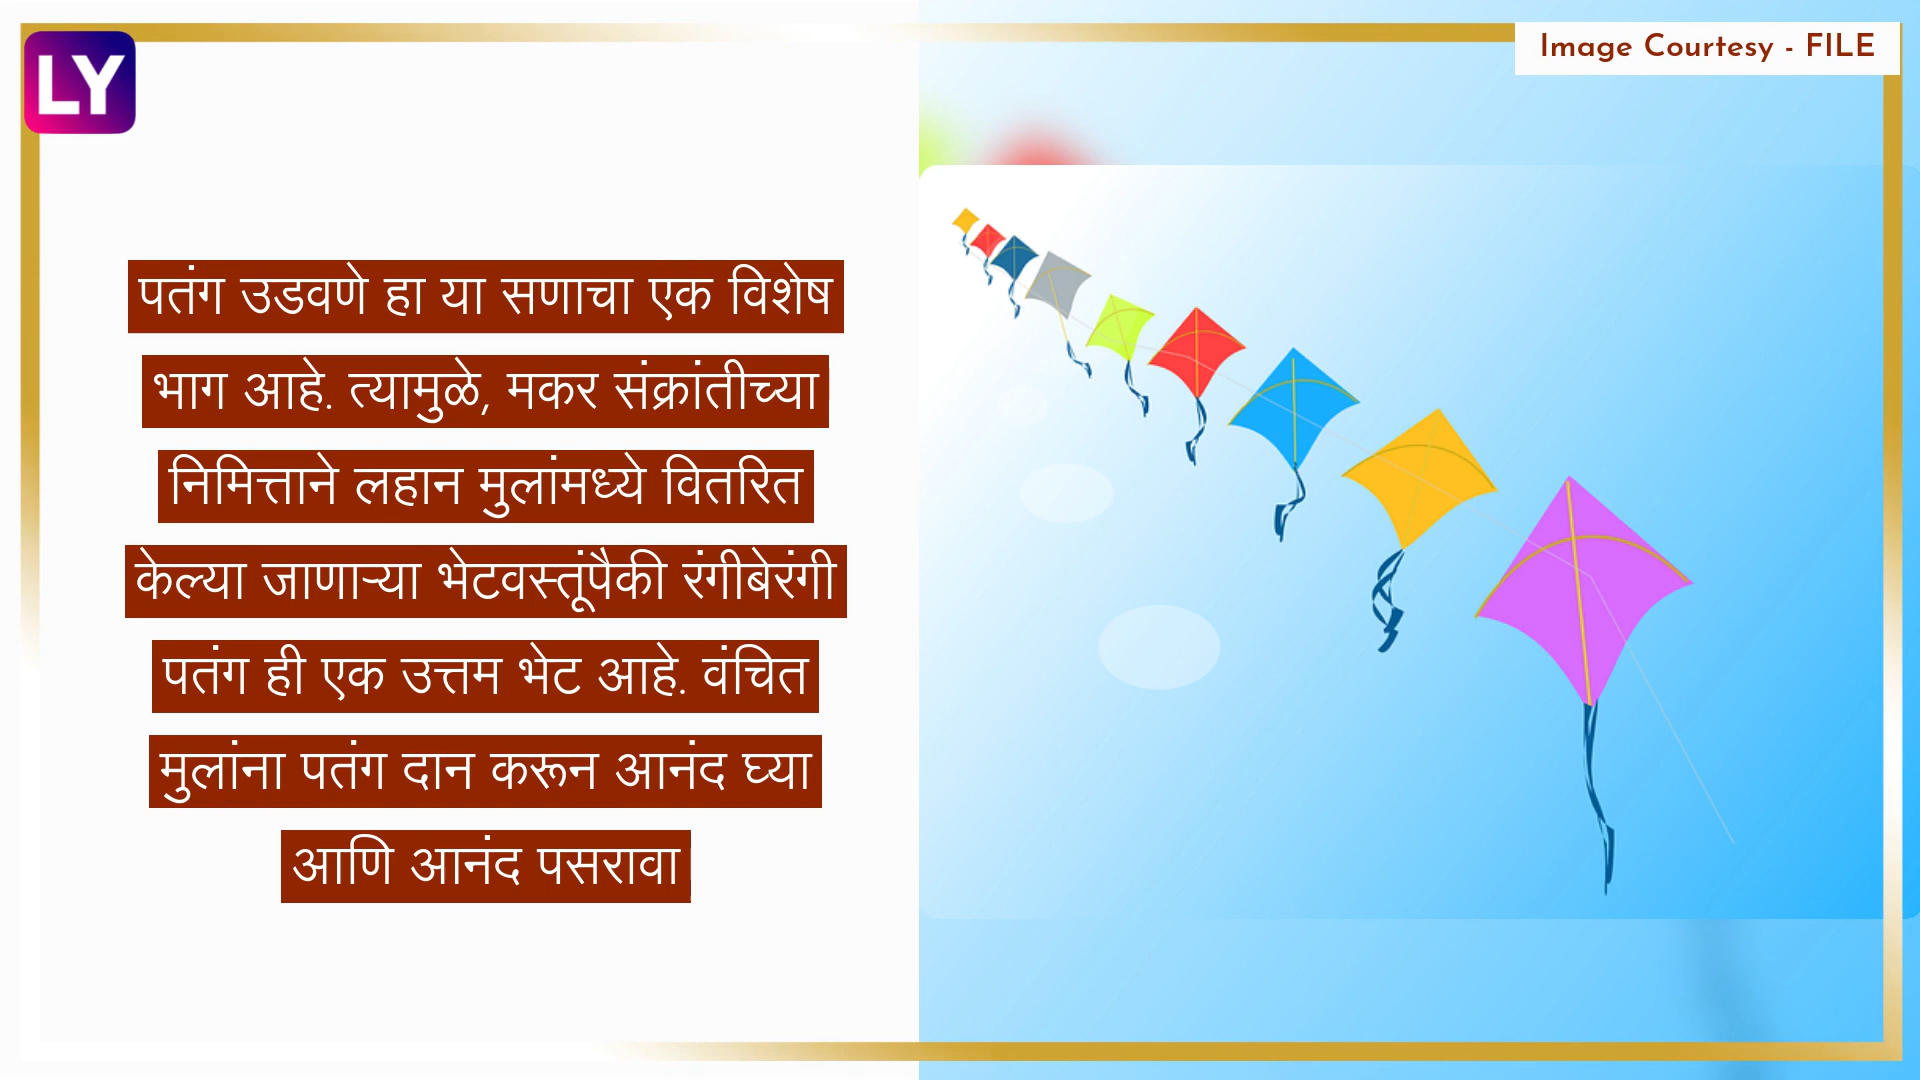 LY
Image Courtesy - FILE
पतंग उडवणे हा या सणाचा एक विशेष
भाग आहे. त्यामुळे, मकर संक्रांतीच्या
निमित्ताने लहान मुलांमध्ये वितरित
केल्या जाणाऱ्या भेटवस्तूंपैकी रंगीबेरंगी
पतंग ही एक उत्तम भेट आहे. वंचित
मुलांना पतंग दान करून आनंद घ्या
आणि आनंद पसरावा